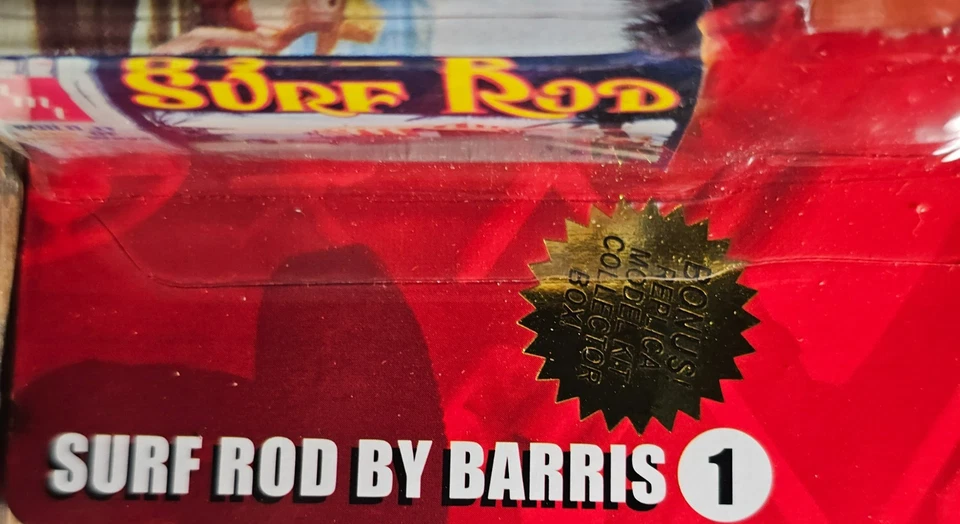 SURF ROD
BONUS!
REPLICA
MODEL KIT
COLLECTOR
BOX!
SURF ROD BY BARRIS 1